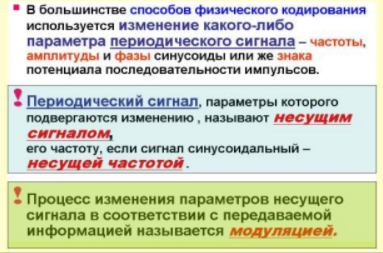 В большинстве способов физического кодирования
используется изменение какого-либо
параметра периодического сигнала – частоты,
амплитуды и фазы синусоиды или же знака
потенциала последовательности импульсов.
! Периодический сигнал, параметры которого
подвергаются изменению , называют несущим
сигналом,
его частоту, если сигнал синусоидальный –
несущей частотой .
! Процесс изменения параметров несущего
сигнала в соответствии с передаваемой
информацией называется модуляцией.